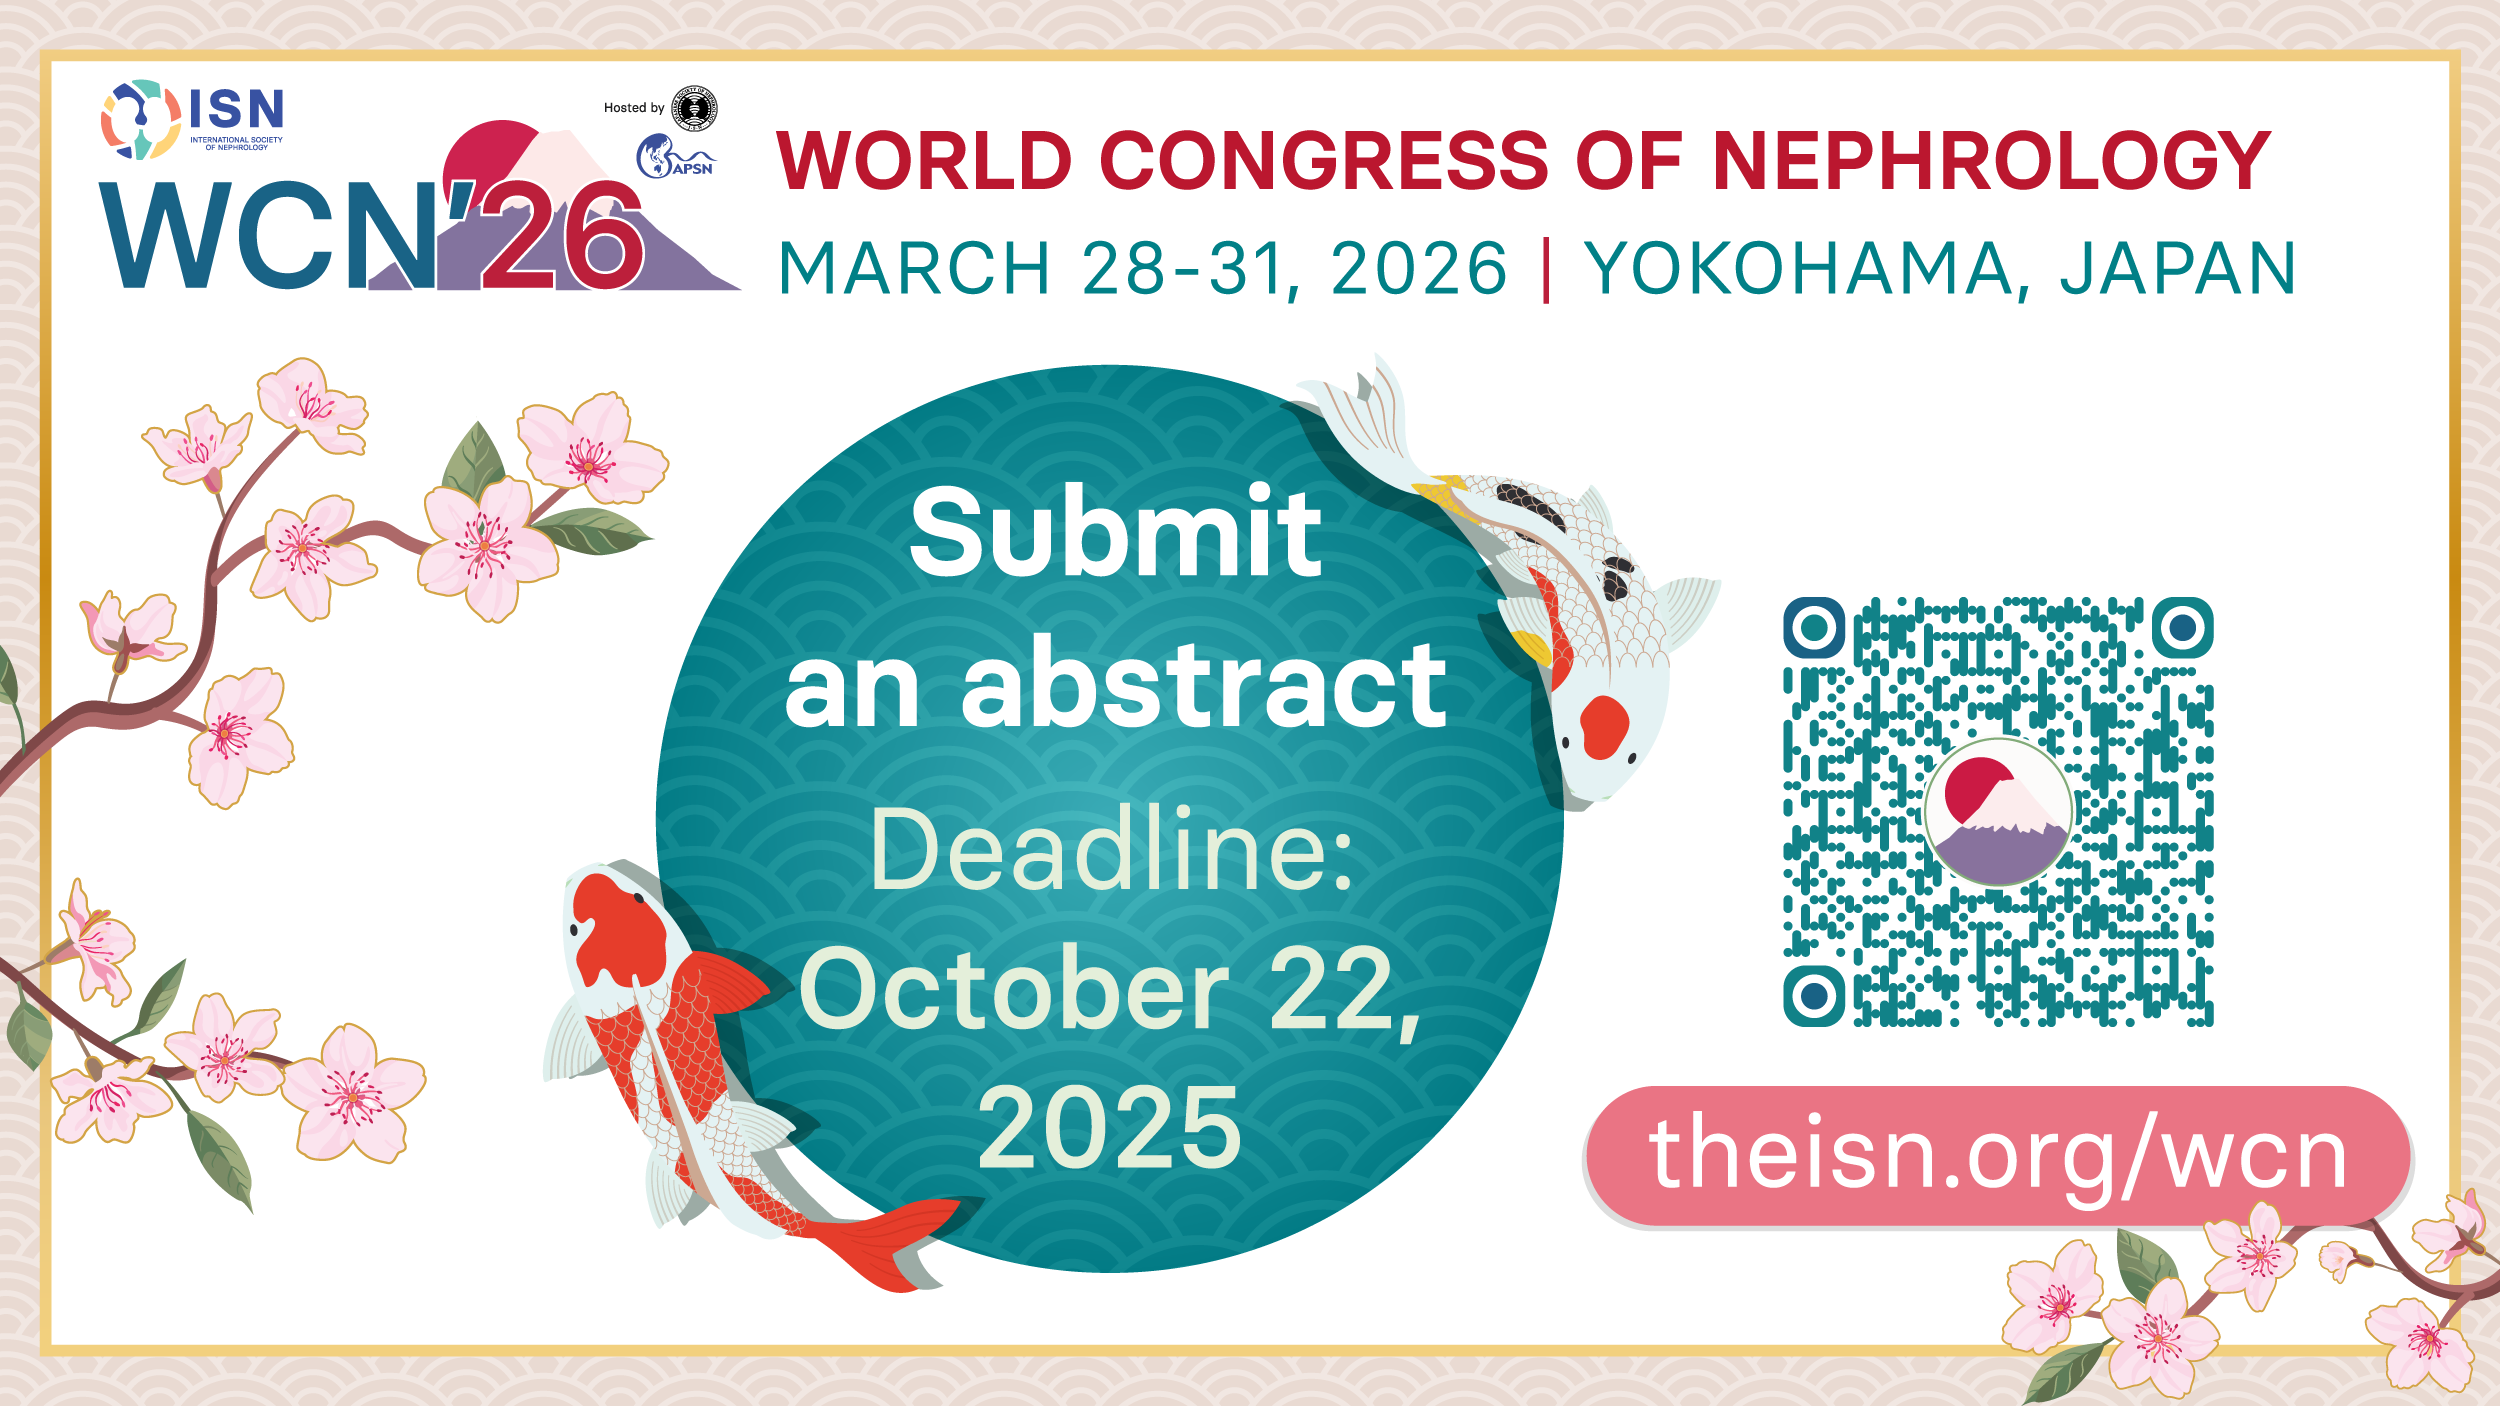 ISN
INTERNATIONAL SOCIETY
OF NEPHROLOGY
WCN'26
Hosted by
APSN
WORLD CONGRESS OF NEPHROLOGY
MARCH 28-31, 2026 | YOKOHAMA, JAPAN
Submit
an abstract
Deadline:
October 22,
2025
theisn.org/wcn